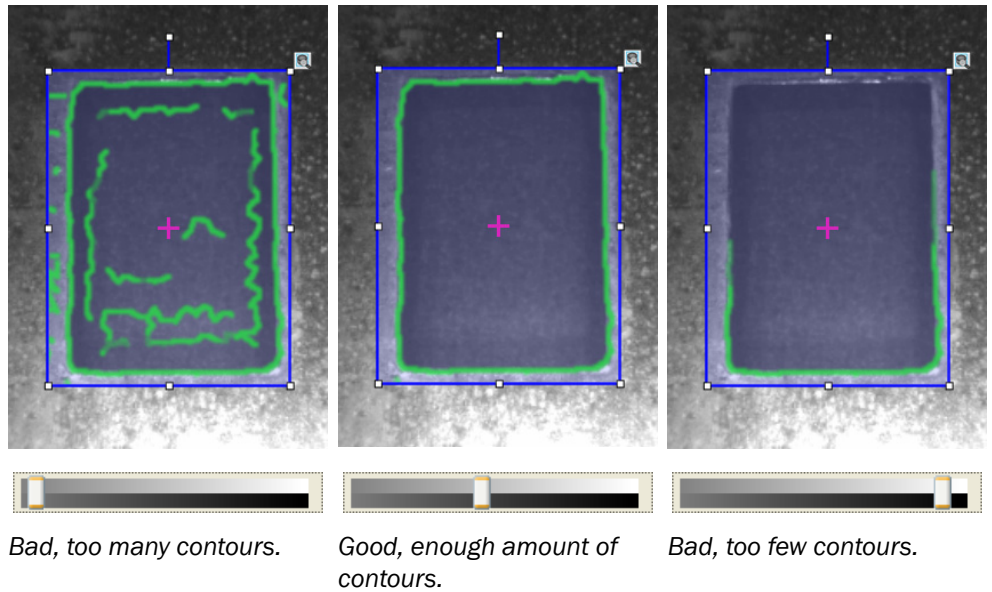 Bad, too many contours.
Good, enough amount of
contours.
Bad, too few contours.